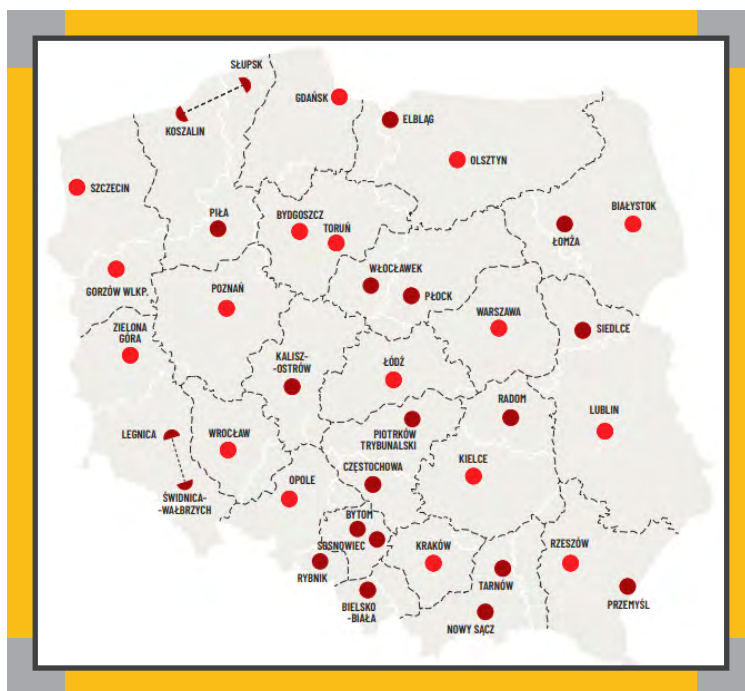 SŁUPSK
GDAŃSK
KOSZALIN
ELBLĄG
OLSZTYN
SZCZECIN
PIŁA
BYDGOSZCZ
TORUŃ
BIAŁYSTOK
ŁOMŻA
WŁOCŁAWEK
PŁOCK
GORZÓW WLKP.
POZNAŃ
WARSZAWA
SIEDLCE
ZIELONA
GÓRA
KALISZ-
-OSTRÓW
ŁÓDŹ
RADOM
LUBLIN
LEGNICA
WROCŁAW
PIOTRKÓW
TRYBUNALSKI
KIELCE
CZĘSTOCHOWA
OPOLE
ŚWIDNICA-
-WAŁBRZYCH
BYTOM
SOSNOWIEC
KRAKÓW
RZESZÓW
RYBNIK
TARNÓW
BIELSKO
-BIAŁA
NOWY SĄCZ
PRZEMYŚL